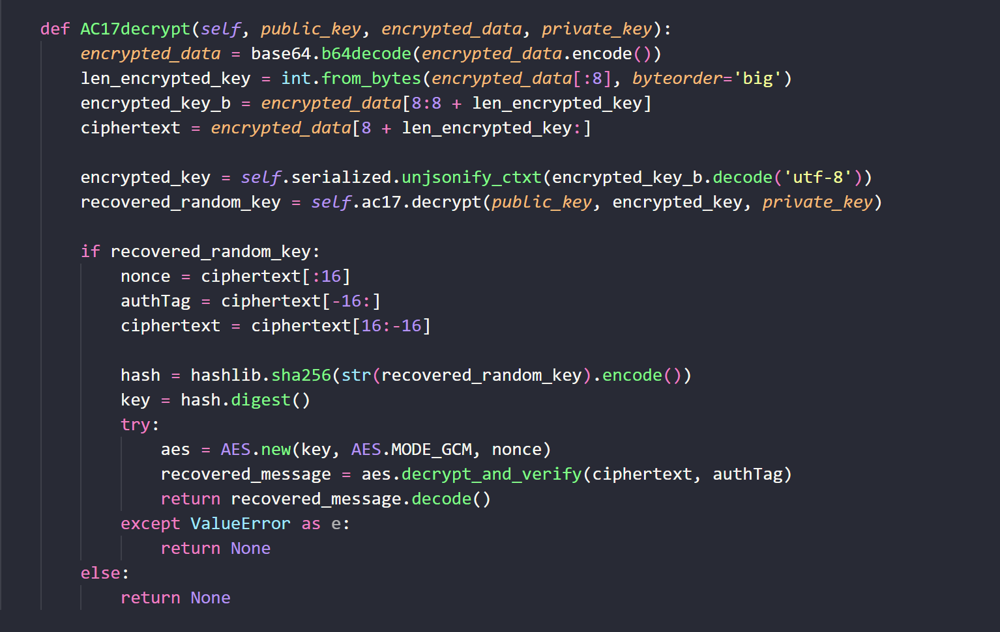 def AC17decrypt(self, public_key, encrypted_data, private_key):
    encrypted_data = base64.b64decode(encrypted_data.encode())
    len_encrypted_key = int.from_bytes(encrypted_data[:8], byteorder='big')
    encrypted_key_b = encrypted_data[8:8 + len_encrypted_key]
    ciphertext = encrypted_data[8 + len_encrypted_key:]

    encrypted_key = self.serialized.unjsonify_ctxt(encrypted_key_b.decode('utf-8'))
    recovered_random_key = self.ac17.decrypt(public_key, encrypted_key, private_key)

    if recovered_random_key:
        nonce = ciphertext[:16]
        authTag = ciphertext[-16:]
        ciphertext = ciphertext[16:-16]

        hash = hashlib.sha256(str(recovered_random_key).encode())
        key = hash.digest()
        try:
            aes = AES.new(key, AES.MODE_GCM, nonce)
            recovered_message = aes.decrypt_and_verify(ciphertext, authTag)
            return recovered_message.decode()
        except ValueError as e:
            return None
    else:
        return None